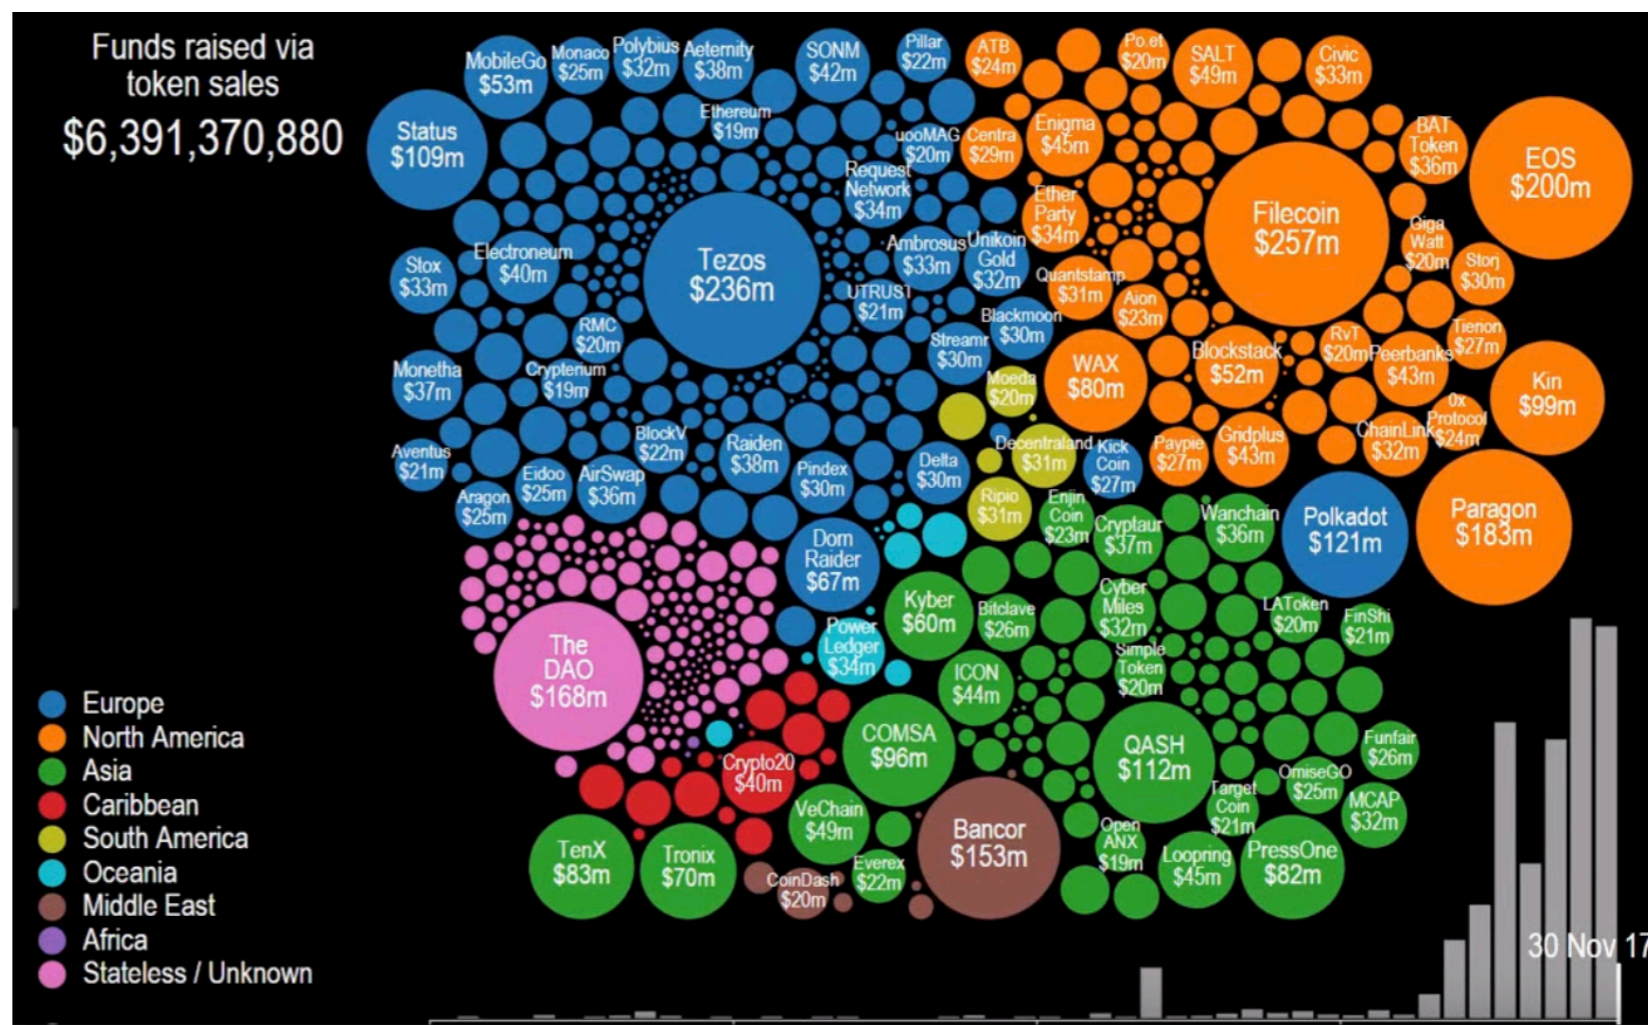 Funds raised via
token sales
$6,391,370,880
MobileGo
$53m
Monaco
$25m
Polybius
$32m
Aeternity
$38m
SONM
$42m
Pillar
$22m
ATB
$24m
Po.et
$20m
SALT
$49m
Civic
$33m
Status
$109m
Ethereum
$19m
uooMAG
$20m
Centra
$29m
Enigma
$45m
BAT
Token
$36m
EOS
$200m
Request
Network
$34m
Ether
Party
$34m
Filecoin
$257m
Giga
Watt
$20m
Storj
$30m
Stox
$33m
Electroneum
$40m
Tezos
$236m
Ambrosus
$33m
Unikoin
Gold
$32m
Quantstamp
$31m
Aion
$23m
UTRUST
$21m
Blackmoon
$30m
RMC
$20m
Streamr
$30m
WAX
$80m
Blockstack
$52m
RvT
$20m
Peerbanks
$43m
Tienon
$27m
Kin
$99m
Monetha
$37m
Crypterium
$19m
Moeda
$20m
0x
Protocol
$24m
BlockV
$22m
Raiden
$38m
Decentraland
$31m
Kick
Coin
$27m
Paypie
$27m
Gridplus
$43m
ChainLink
$32m
Aventus
$21m
Eidoo
$25m
AirSwap
$36m
Pindex
$30m
Delta
$30m
Aragon
$25m
Ripio
$31m
Enjin
Coin
$23m
Cryptaur
$37m
Wanchain
$36m
Polkadot
$121m
Paragon
$183m
Dom
Raider
$67m
Kyber
$60m
Bitclave
$26m
Cyber
Miles
$32m
LAToken
$20m
FinShi
$21m
The
DAO
$168m
Power
Ledger
$34m
ICON
$44m
Simple
Token
$20m
COMSA
$96m
QASH
$112m
Funfair
$26m
Crypto20
$40m
OmiseGO
$25m
Target
Coin
$21m
MCAP
$32m
VeChain
$49m
Bancor
$153m
Open
ANX
$19m
TenX
$83m
Tronix
$70m
CoinDash
$20m
Everex
$22m
Loopring
$45m
PressOne
$82m
Europe
North America
Asia
Caribbean
South America
Oceania
Middle East
Africa
Stateless / Unknown
30 Nov 17